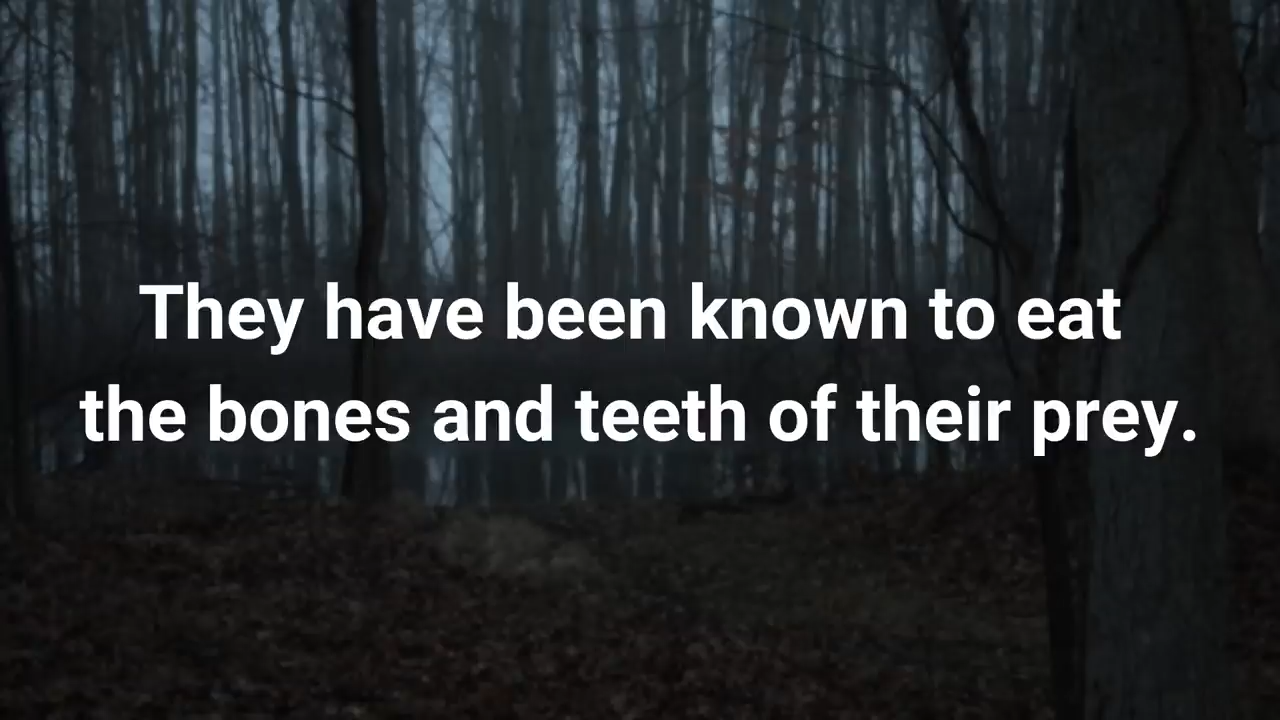 They have been known to eat
the bones and teeth of their prey.